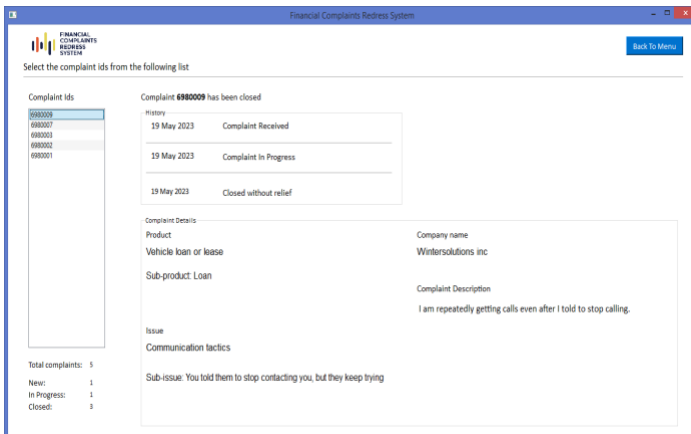 Financial Complaints Redress System
FINANCIAL
COMPLAINTS
REDRESS
SYSTEM
Back To Menu
Select the complaint ids from the following list
Complaint Ids
6980009
6980007
6980003
6980002
6980001
Total complaints: 5
New: 1
In Progress: 1
Closed: 3
Complaint 6980009 has been closed
History
19 May 2023 Complaint Received
19 May 2023 Complaint In Progress
19 May 2023 Closed without relief
Complaint Details
Product
Vehicle loan or lease
Sub-product: Loan
Issue
Communication tactics
Sub-issue: You told them to stop contacting you, but they keep trying
Company name
Wintersolutions inc
Complaint Description
I am repeatedly getting calls even after I told to stop calling.